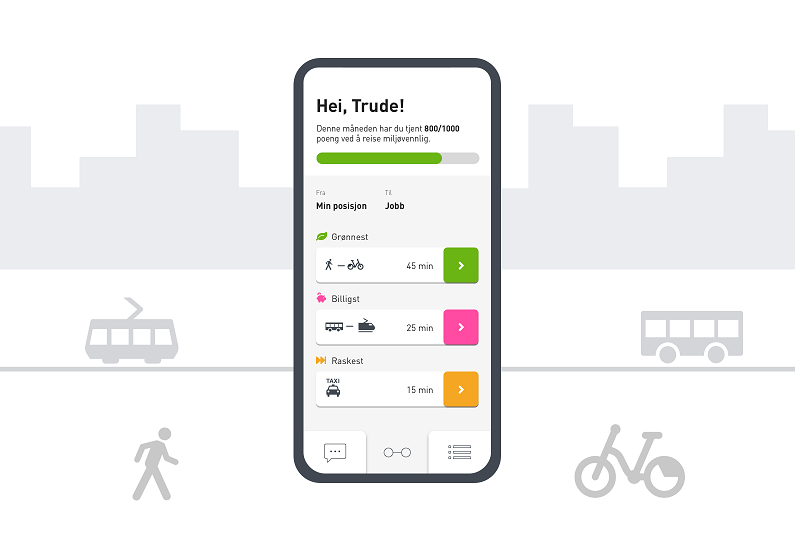 Hei, Trude!
Denne måneden har du tjent 800/1000
poeng ved å reise miljøvennlig.
Fra Til
Min posisjon Jobb
Grønnest
45 min
Billigst
25 min
Raskest
TAXI
15 min